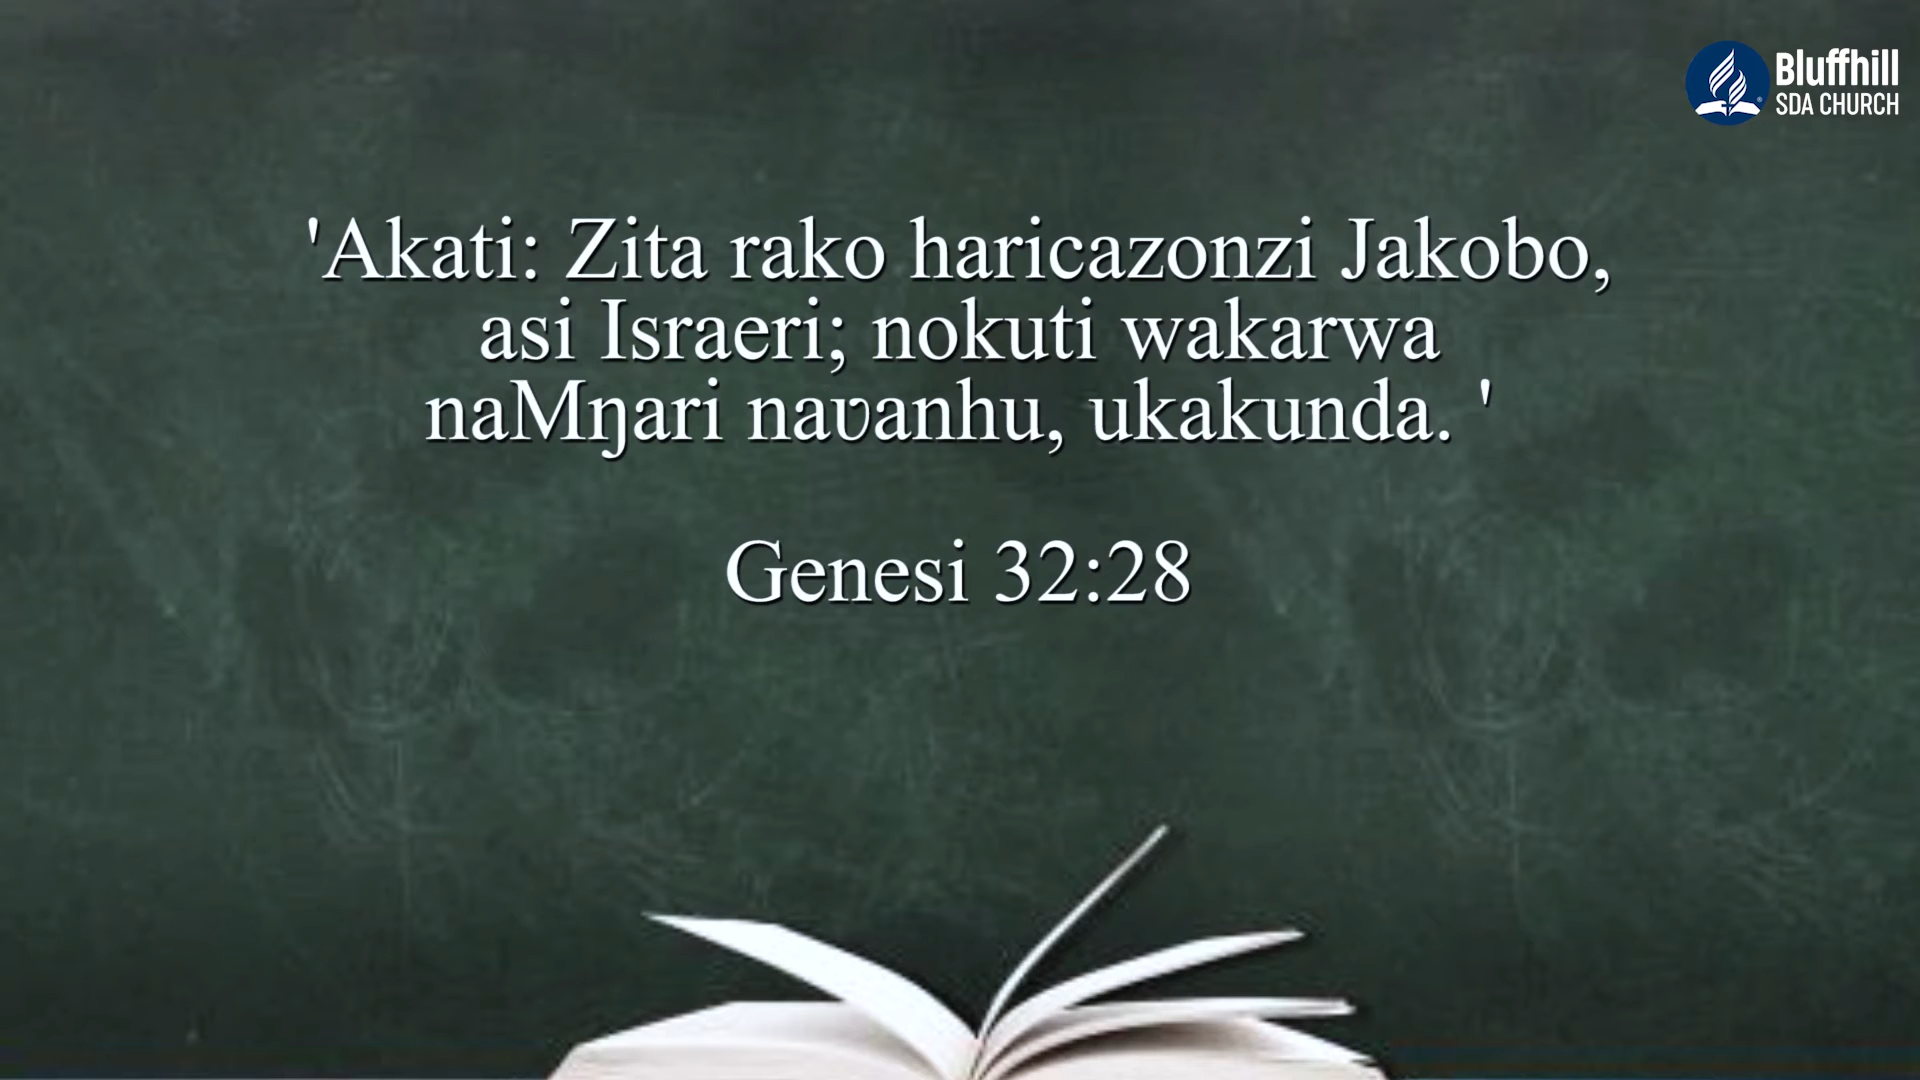 Bluffhill
SDA CHURCH
'Akati: Zita rako haricazonzi Jakobo,
asi Israeri; nokuti wakarwa
naMŋari naʋanhu, ukakunda. '
Genesi 32:28